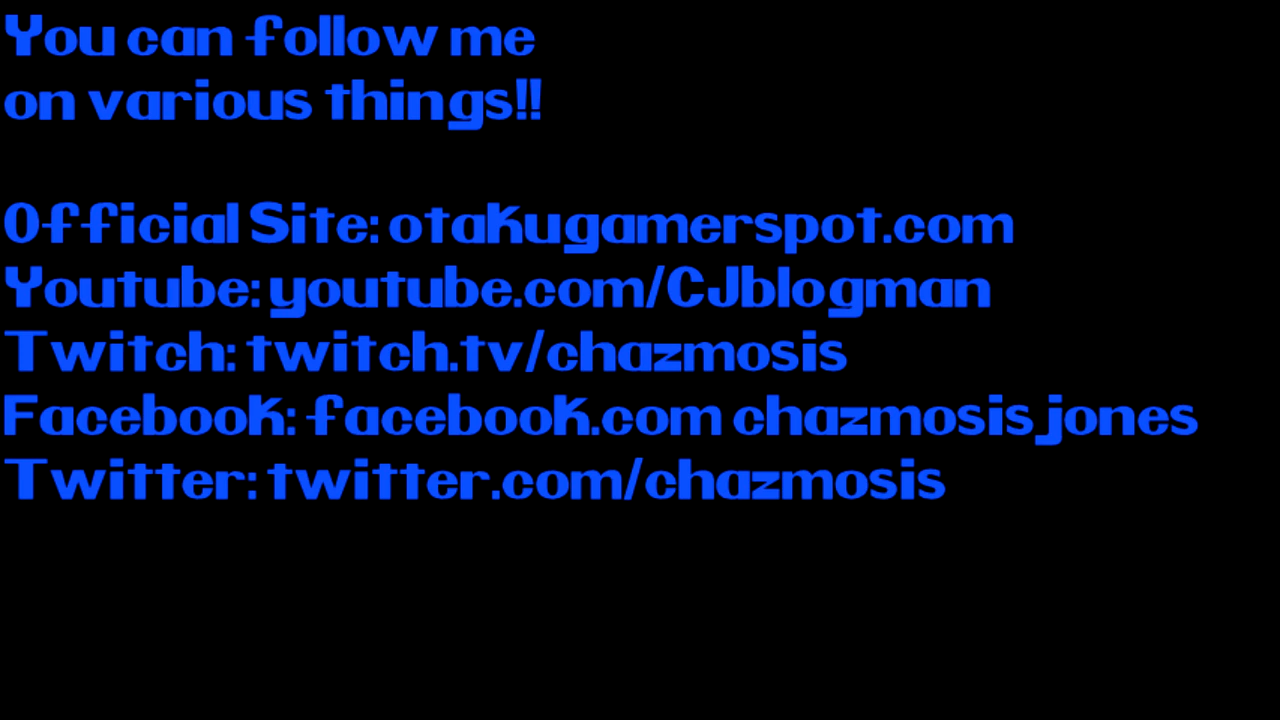 You can follow me
on various things!!
Official Site: otakugamerspot.com
Youtube: youtube.com/CJblogman
Twitch: twitch.tv/chazmosis
Facebook: facebook.com chazmosis jones
Twitter: twitter.com/chazmosis